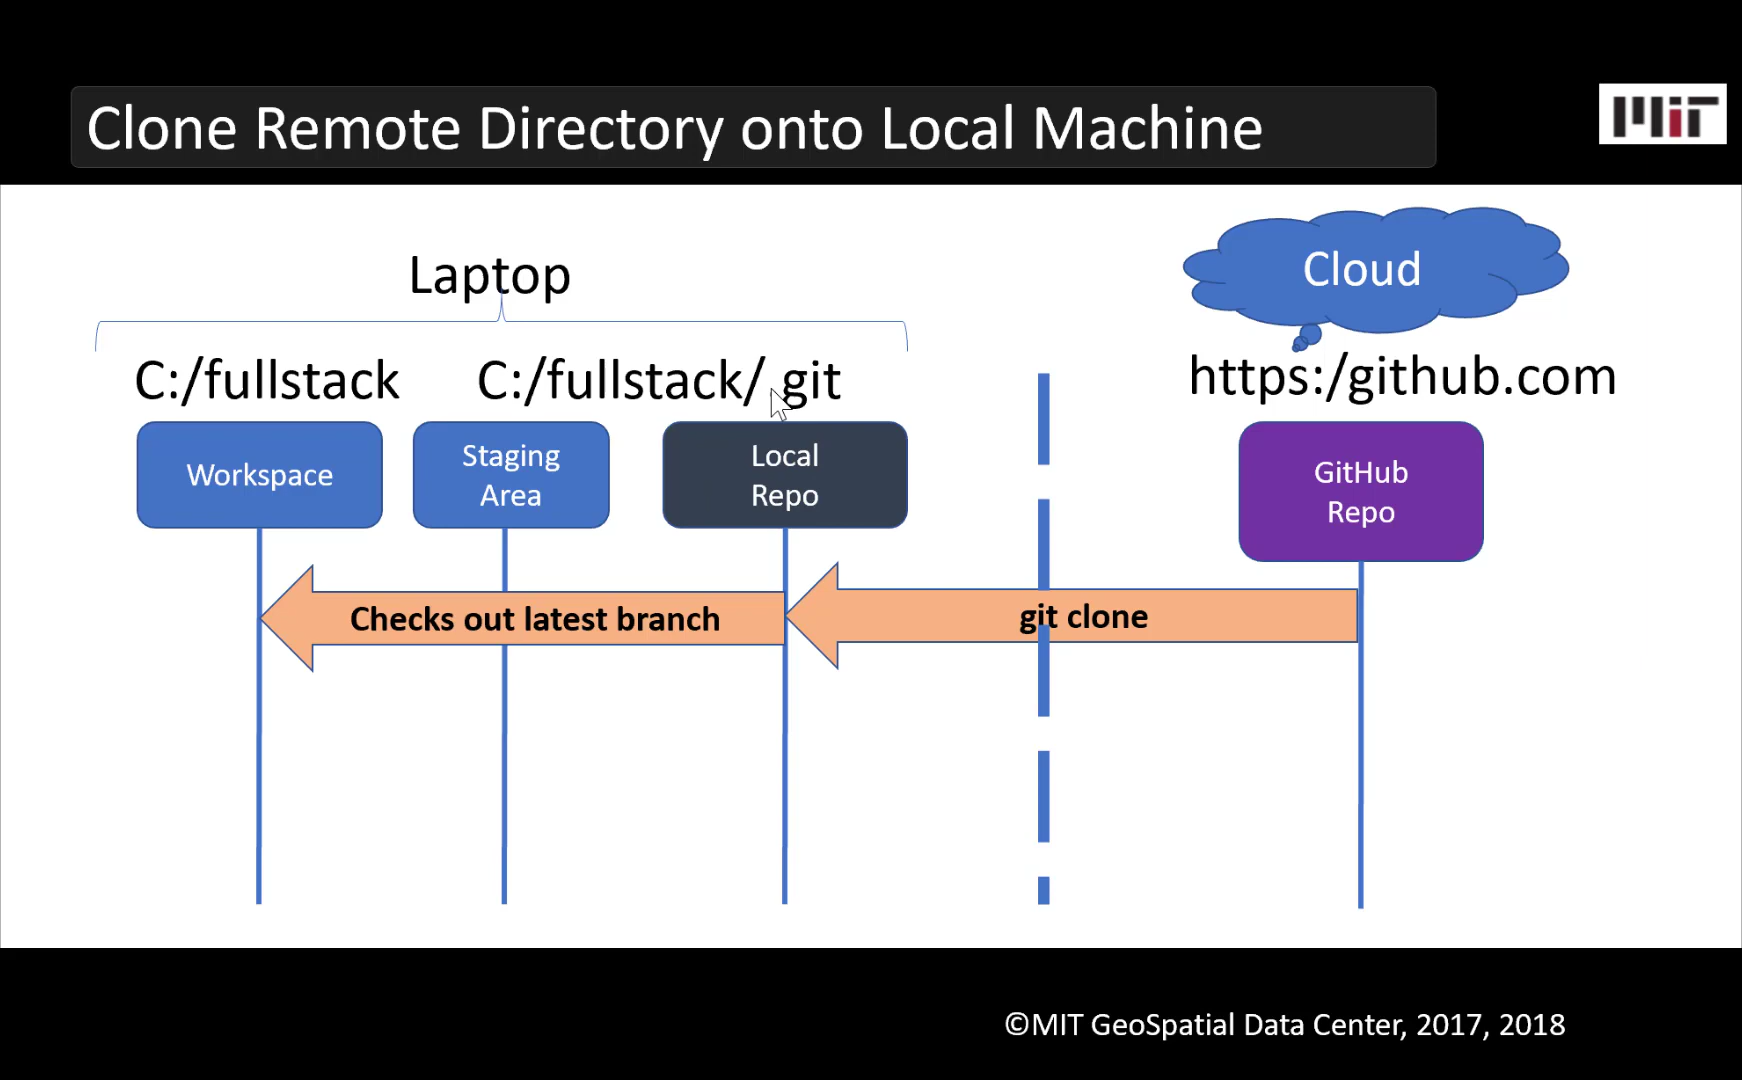 Clone Remote Directory onto Local Machine
MIT
Laptop
Cloud
C:/fullstack
C:/fullstack/ git
https:/github.com
Workspace
Staging
Area
Local
Repo
GitHub
Repo
Checks out latest branch
git clone
©MIT GeoSpatial Data Center, 2017, 2018